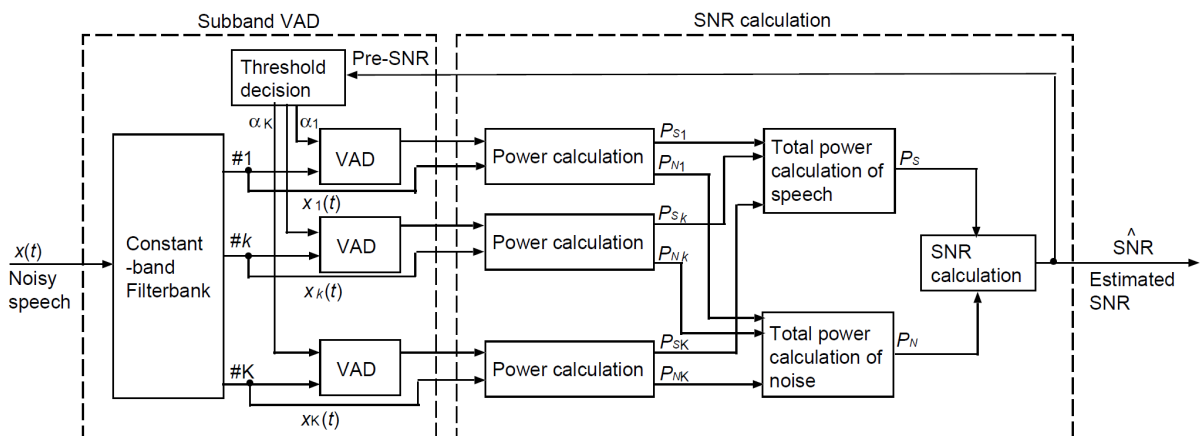 Subband VAD
SNR calculation
Threshold
decision
Pre-SNR
αK
α1
#1
VAD
x1(t)
Power calculation
PS1
PN1
Total power
calculation of
speech
PS
x(t)
Noisy
speech
Constant
-band
Filterbank
#k
VAD
xk(t)
Power calculation
PSk
PNk
SNR
calculation
^
SNR
Estimated
SNR
#K
VAD
xK(t)
Power calculation
PSK
PNK
Total power
calculation of
noise
PN